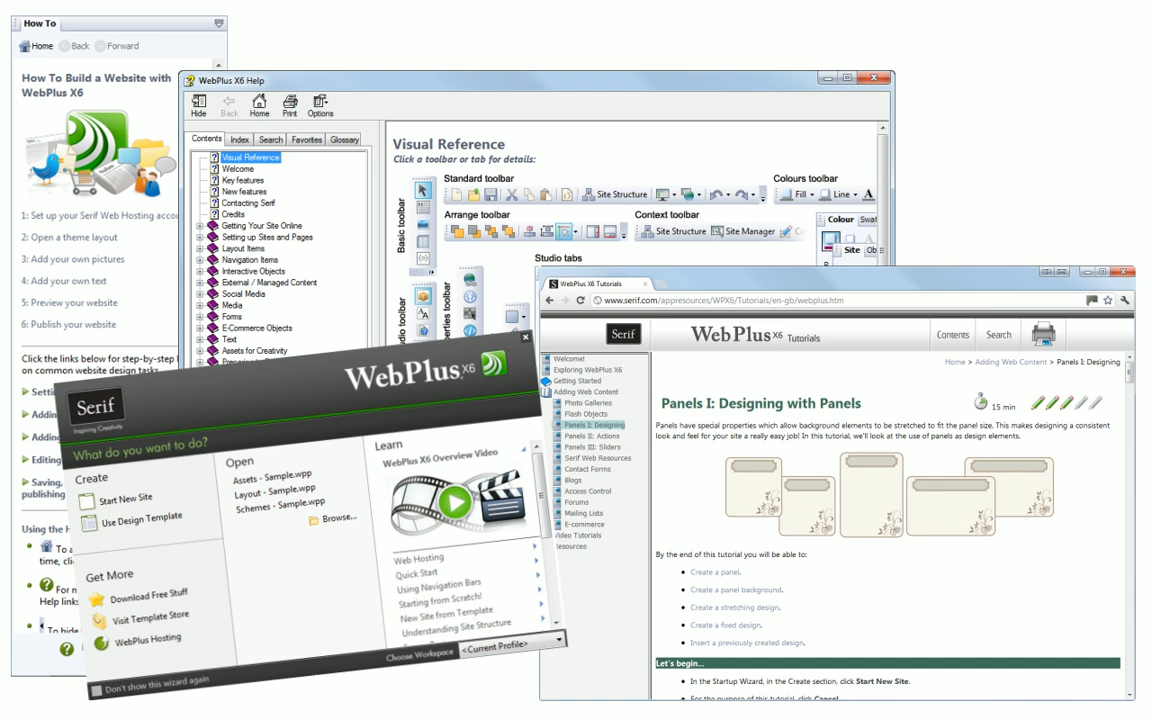 How To
Home Back Forward
How To Build a Website with
WebPlus X6
1: Set up your Serif Web Hosting
2: Open a theme layout
3: Add your own pictures
4: Add your own text
5: Preview your website
6: Publish your website
Click the links below for step-by-step
on common website design tasks.
Adding
Adding
Editing
Saving,
publishing
Using the
To
time,
For
Help links
To hide
WebPlus X6 Help
Hide Back Home Print Options
Contents Index Search Favorites Glossary
Visual Reference
Welcome
Key features
New features
Contacting Serif
Credits
Getting Your Site Online
Setting up Sites and Pages
Layout Items
Navigation Items
Interactive Objects
External / Managed Content
Social Media
Media
Forms
E-Commerce Objects
Text
Assets for Creativity
Visual Reference
Click a toolbar or tab for details:
Standard toolbar
Site Structure
Colours toolbar
Fill Line A
Basic toolbar
Arrange toolbar
Context toolbar
Site Structure Site Manager
Colour Swat
Site Ob
Studio tabs
WebPlus X6
Serif
Inspiring Creativity
What do you want to do?
Create
Start New Site
Use Design Template
Get More
Download Free Stuff
Visit Template Store
WebPlus Hosting
Open
Assets - Sample.wpp
Layout - Sample.wpp
Schemes - Sample.wpp
Browse...
Learn
WebPlus X6 Overview Video
Web Hosting
Quick Start
Using Navigation Bars
Starting from Scratch!
New Site from Template
Understanding Site Structure
Choose Workspace <Current Profile>
Don't show this wizard again
WebPlus X6 Tutorials
www.serif.com/appresources/WPX6/Tutorials/en-gb/webplus.htm
Serif
WebPlus X6 Tutorials
Contents Search
Welcome!
Exploring WebPlus X6
Getting Started
Adding Web Content
Photo Galleries
Flash Objects
Panels I: Designing
Panels II: Actions
Panels III: Sliders
Serif Web Resources
Contact Forms
Blogs
Access Control
Forums
Mailing Lists
E-commerce
Video Tutorials
Resources
Home > Adding Web Content > Panels I: Designing
Panels I: Designing with Panels
15 min
Panels have special properties which allow background elements to be stretched to fit the panel size. This makes designing a consistent
look and feel for your site a really easy job! In this tutorial, we'll look at the use of panels as design elements.
By the end of this tutorial you will be able to:
Create a panel.
Create a panel background.
Create a stretching design.
Create a fixed design.
Insert a previously created design.
Let's begin...
In the Startup Wizard, in the Create section, click Start New Site.
For the purpose of this tutorial, click Cancel.